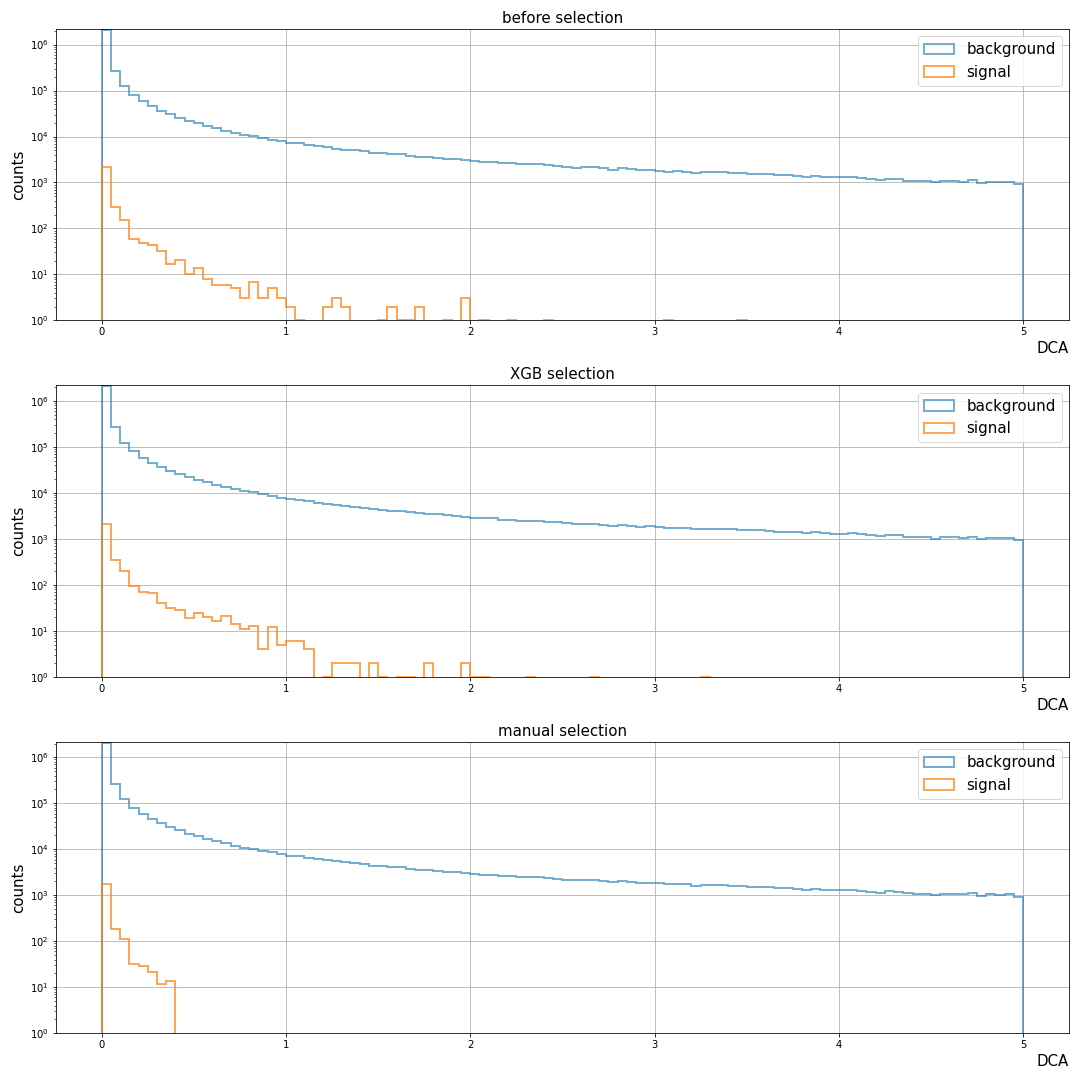 before selection
background
signal
counts
10⁶
10⁵
10⁴
10³
10²
10¹
10⁰
0 1 2 3 4 5
DCA
XGB selection
background
signal
counts
10⁶
10⁵
10⁴
10³
10²
10¹
10⁰
0 1 2 3 4 5
DCA
manual selection
background
signal
counts
10⁶
10⁵
10⁴
10³
10²
10¹
10⁰
0 1 2 3 4 5
DCA